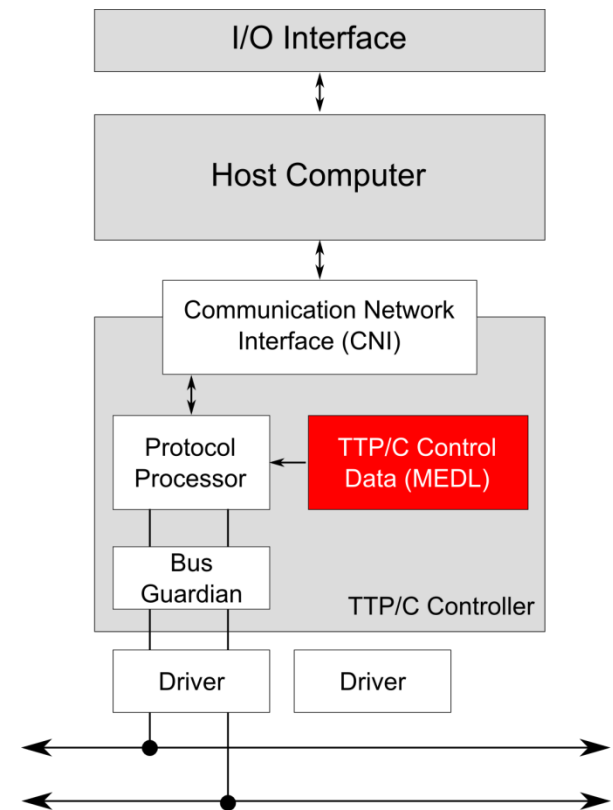 I/O Interface
Host Computer
Communication Network
Interface (CNI)
Protocol
Processor
TTP/C Control
Data (MEDL)
Bus
Guardian
TTP/C Controller
Driver
Driver